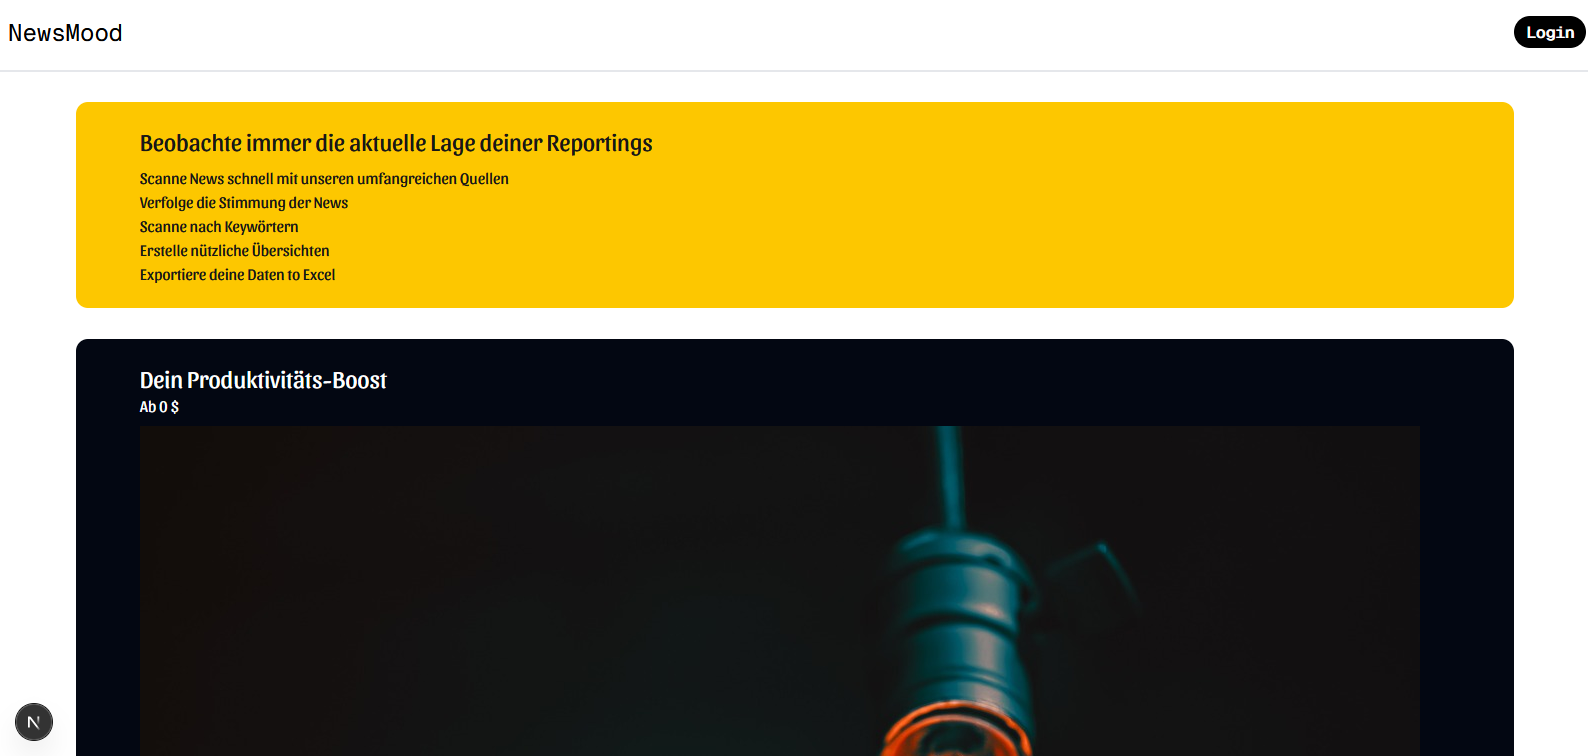 NewsMood
Login
Beobachte immer die aktuelle Lage deiner Reportings
Scanne News schnell mit unseren umfangreichen Quellen
Verfolge die Stimmung der News
Scanne nach Keywörtern
Erstelle nützliche Übersichten
Exportiere deine Daten to Excel
Dein Produktivitäts-Boost
Ab 0 $
N